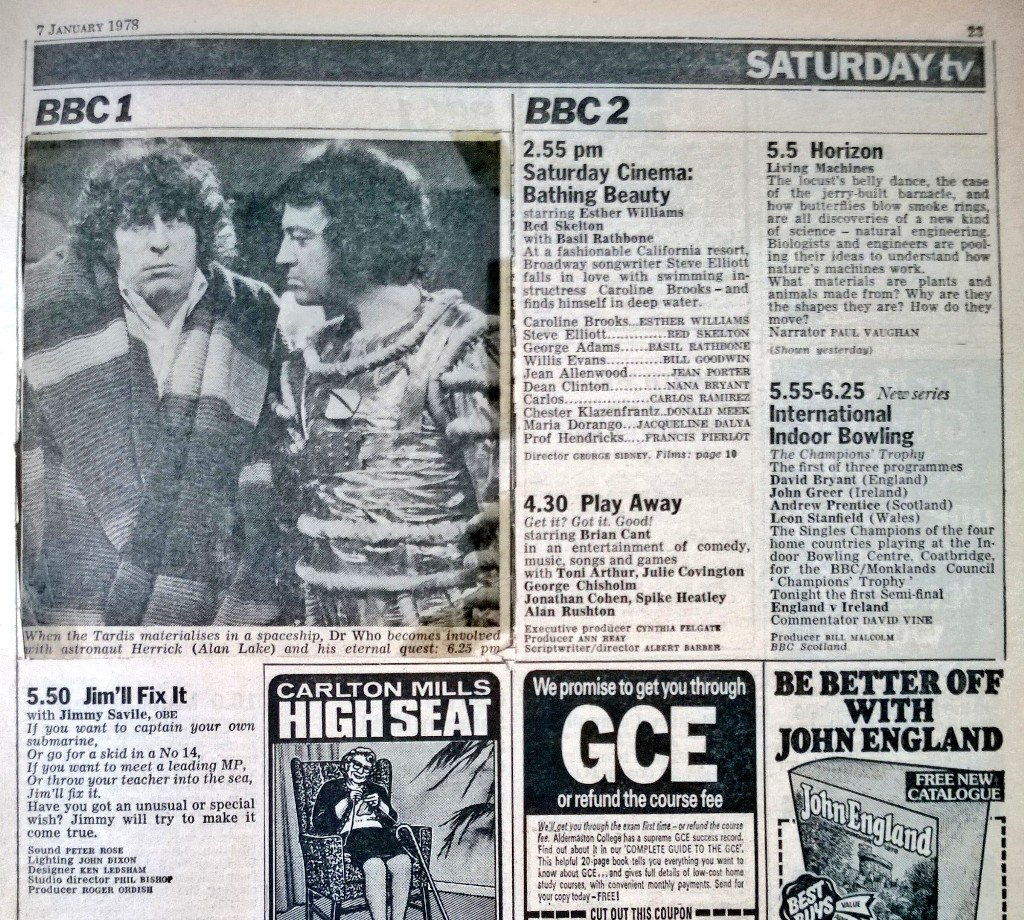 7 JANUARY 1978
23
SATURDAY tv
BBC 1
When the Tardis materialises in a spaceship, Dr Who becomes involved
with astronaut Herrick (Alan Lake) and his eternal quest: 6.25 pm
5.50 Jim'll Fix It
with Jimmy Savile, OBE
If you want to captain your own
submarine,
Or go for a skid in a No 14,
If you want to meet a leading MP,
Or throw your teacher into the sea,
Jim'll fix it.
Have you got an unusual or special
wish? Jimmy will try to make it
come true.
Sound PETER ROSE
Lighting JOHN DIXON
Designer KEN LEDSHAM
Studio director PHIL BISHOP
Producer ROGER ORDISH
BBC 2
2.55 pm
Saturday Cinema:
Bathing Beauty
starring Esther Williams
Red Skelton
with Basil Rathbone
At a fashionable California resort,
Broadway songwriter Steve Elliott
falls in love with swimming in-
structress Caroline Brooks – and
finds himself in deep water.
Caroline Brooks...ESTHER WILLIAMS
Steve Elliott............RED SKELTON
George Adams......BASIL RATHBONE
Willis Evans............BILL GOODWIN
Jean Allenwood..........JEAN PORTER
Dean Clinton............NANA BRYANT
Carlos..................CARLOS RAMIREZ
Chester Klazenfrantz..DONALD MEEK
Maria Dorango...JACQUELINE DALYA
Prof Hendricks.....FRANCIS PIERLOT
Director GEORGE SIDNEY. Films: page 10
4.30 Play Away
Get it? Got it. Good!
starring Brian Cant
in an entertainment of comedy,
music, songs and games
with Toni Arthur, Julie Covington
George Chisholm
Jonathan Cohen, Spike Heatley
Alan Rushton
Executive producer CYNTHIA FELGATE
Producer ANN REAY
Scriptwriter/director ALBERT BARBER
5.5 Horizon
Living Machines
The locust's belly dance, the case
of the jerry-built barnacle, and
how butterflies blow smoke rings,
are all discoveries of a new kind
of science – natural engineering.
Biologists and engineers are pool-
ing their ideas to understand how
nature's machines work.
What materials are plants and
animals made from? Why are they
the shapes they are? How do they
move?
Narrator PAUL VAUGHAN
(Shown yesterday)
5.55-6.25 New series
International
Indoor Bowling
The Champions' Trophy
The first of three programmes
David Bryant (England)
John Greer (Ireland)
Andrew Prentice (Scotland)
Leon Stanfield (Wales)
The Singles Champions of the four
home countries playing at the In-
door Bowling Centre, Coatbridge,
for the BBC/Monklands Council
'Champions' Trophy'
Tonight the first Semi-final
England v Ireland
Commentator DAVID VINE
Producer BILL MALCOLM
BBC Scotland
CARLTON MILLS
HIGH SEAT
We promise to get you through
GCE
or refund the course fee
We'll get you through the exam first time – or refund the course
fee. Aldermaston College has a supreme GCE success record.
Find out about it in our 'COMPLETE GUIDE TO THE GCE'.
This helpful 20-page book tells you everything you want to
know about GCE...and gives full details of low-cost home
study courses, with convenient monthly payments. Send for
your copy today – FREE!
CUT OUT THIS COUPON
BE BETTER OFF
WITH
JOHN ENGLAND
FREE NEW
CATALOGUE
John England
BEST
BUYS
VALUE